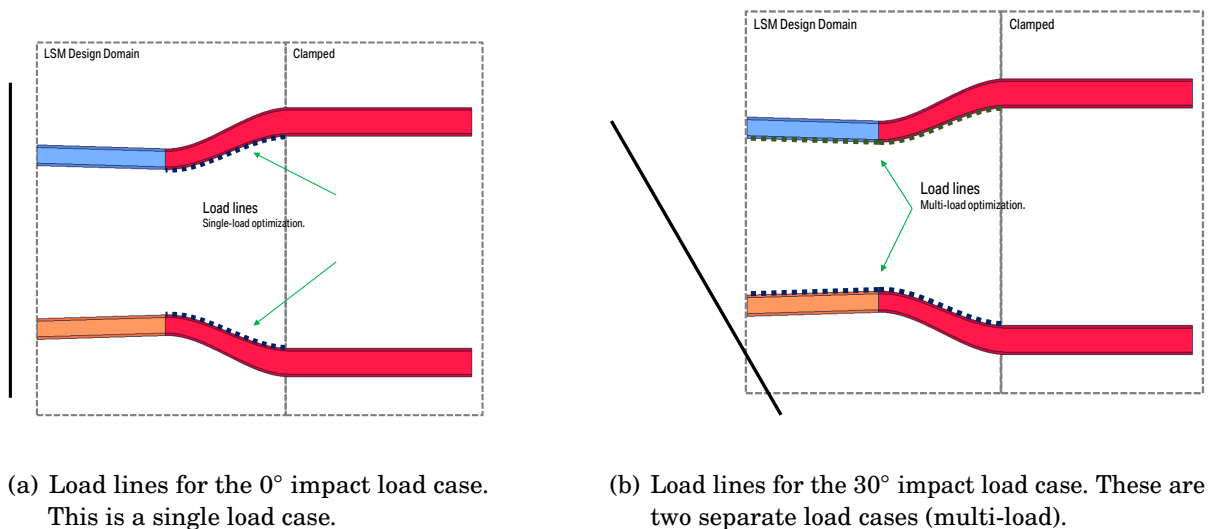 LSM Design Domain
Clamped
Load lines
Single-load optimization.
LSM Design Domain
Clamped
Load lines
Multi-load optimization.
(a) Load lines for the 0° impact load case.
This is a single load case.
(b) Load lines for the 30° impact load case. These are
two separate load cases (multi-load).